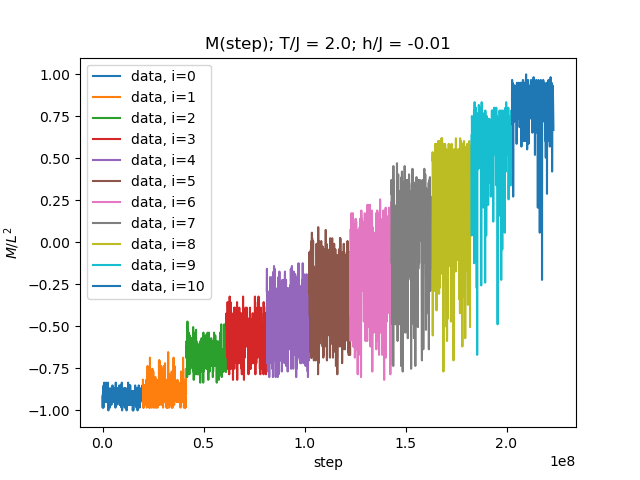 M(step); T/J = 2.0; h/J = -0.01
1.00
0.75
0.50
0.25
0.00
−0.25
−0.50
−0.75
−1.00
M/L²
data, i=0
data, i=1
data, i=2
data, i=3
data, i=4
data, i=5
data, i=6
data, i=7
data, i=8
data, i=9
data, i=10
0.0 0.5 1.0 1.5 2.0
1e8
step